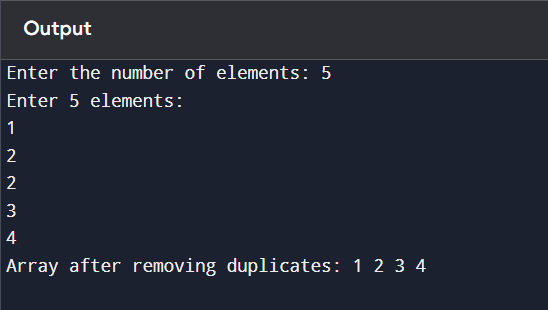 Output
Enter the number of elements: 5
Enter 5 elements:
1
2
2
3
4
Array after removing duplicates: 1 2 3 4